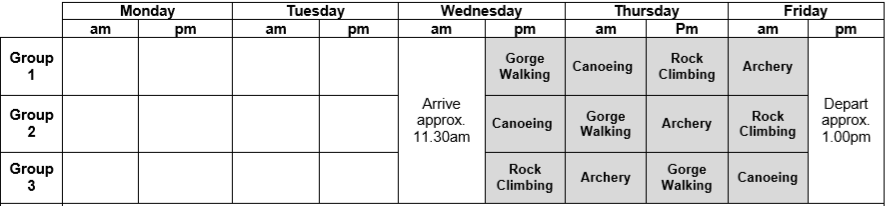 Monday Tuesday Wednesday Thursday Friday
am pm am pm am pm am Pm am pm
Group 1
Gorge Walking
Canoeing
Rock Climbing
Archery
Group 2
Arrive approx. 11.30am
Canoeing
Gorge Walking
Archery
Rock Climbing
Depart approx. 1.00pm
Group 3
Rock Climbing
Archery
Gorge Walking
Canoeing